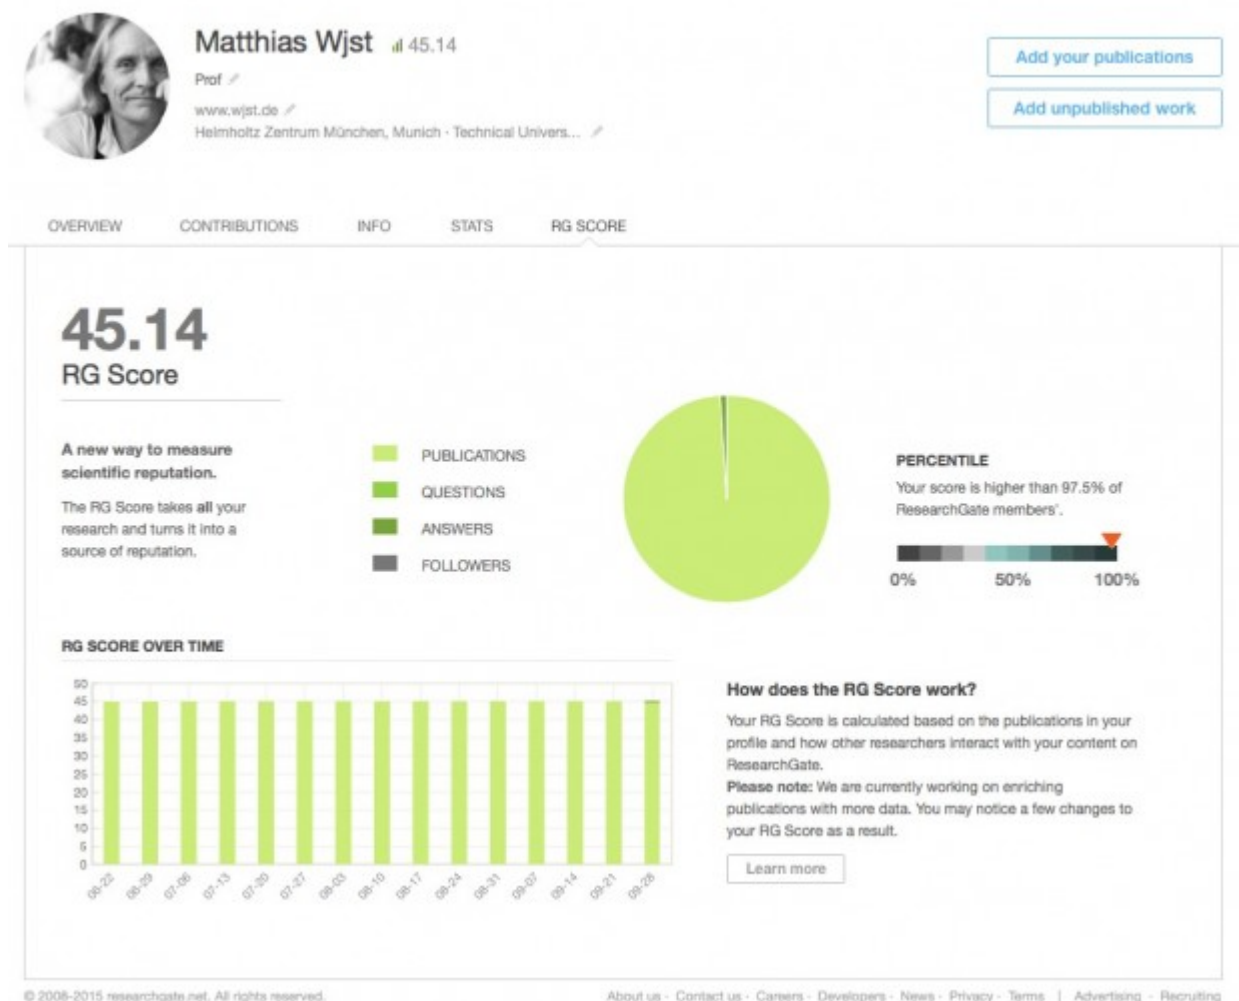 Matthias Wjst 45.14
Prof
www.wjst.de
Helmholtz Zentrum München, Munich · Technical Univers...
Add your publications
Add unpublished work
OVERVIEW CONTRIBUTIONS INFO STATS RG SCORE
45.14
RG Score
A new way to measure
scientific reputation.
The RG Score takes all your
research and turns it into a
source of reputation.
PUBLICATIONS
QUESTIONS
ANSWERS
FOLLOWERS
PERCENTILE
Your score is higher than 97.5% of
ResearchGate members'.
0% 50% 100%
RG SCORE OVER TIME
50
45
40
35
30
25
20
15
10
5
0
06-22 06-29 07-06 07-13 07-20 07-27 08-03 08-10 08-17 08-24 08-31 09-07 09-14 09-21 09-28
How does the RG Score work?
Your RG Score is calculated based on the publications in your
profile and how other researchers interact with your content on
ResearchGate.
Please note: We are currently working on enriching
publications with more data. You may notice a few changes to
your RG Score as a result.
Learn more
© 2008-2015 researchgate.net. All rights reserved.
About us · Contact us · Careers · Developers · News · Privacy · Terms | Advertising · Recruiting